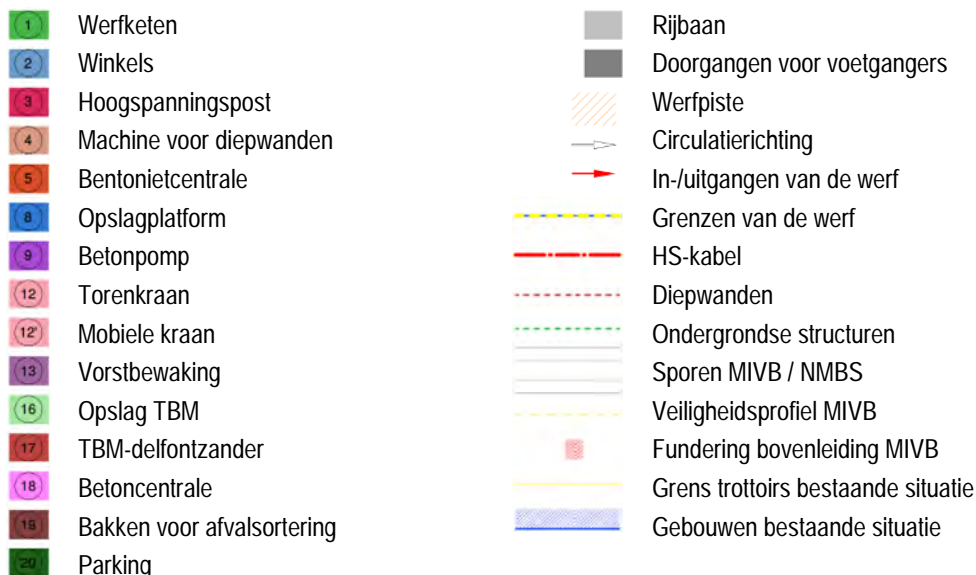 1 Werfketen
2 Winkels
3 Hoogspanningspost
4 Machine voor diepwanden
5 Bentonietcentrale
8 Opslagplatform
9 Betonpomp
12 Torenkraan
12' Mobiele kraan
13 Vorstbewaking
16 Opslag TBM
17 TBM-delfontzander
18 Betoncentrale
19 Bakken voor afvalsortering
20 Parking
Rijbaan
Doorgangen voor voetgangers
Werfpiste
Circulatierichting
In-/uitgangen van de werf
Grenzen van de werf
HS-kabel
Diepwanden
Ondergrondse structuren
Sporen MIVB / NMBS
Veiligheidsprofiel MIVB
Fundering bovenleiding MIVB
Grens trottoirs bestaande situatie
Gebouwen bestaande situatie